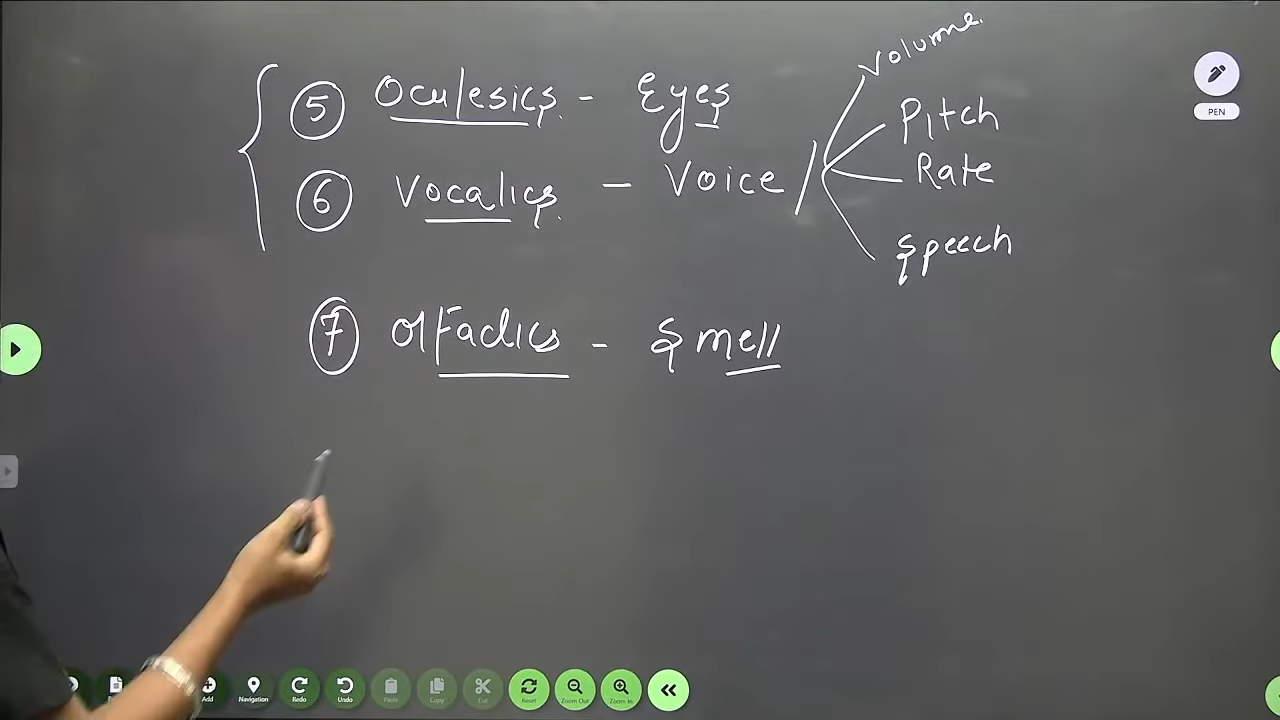 Volume.
⑤ Oculesics - Eyes
Pitch
⑥ Vocalics - Voice
Rate
Speech
⑦ Olfactics - Smell
PEN
Add
Navigation
Redo
Undo
Paste
Copy
Cut
Reset
Zoom Out
Zoom In